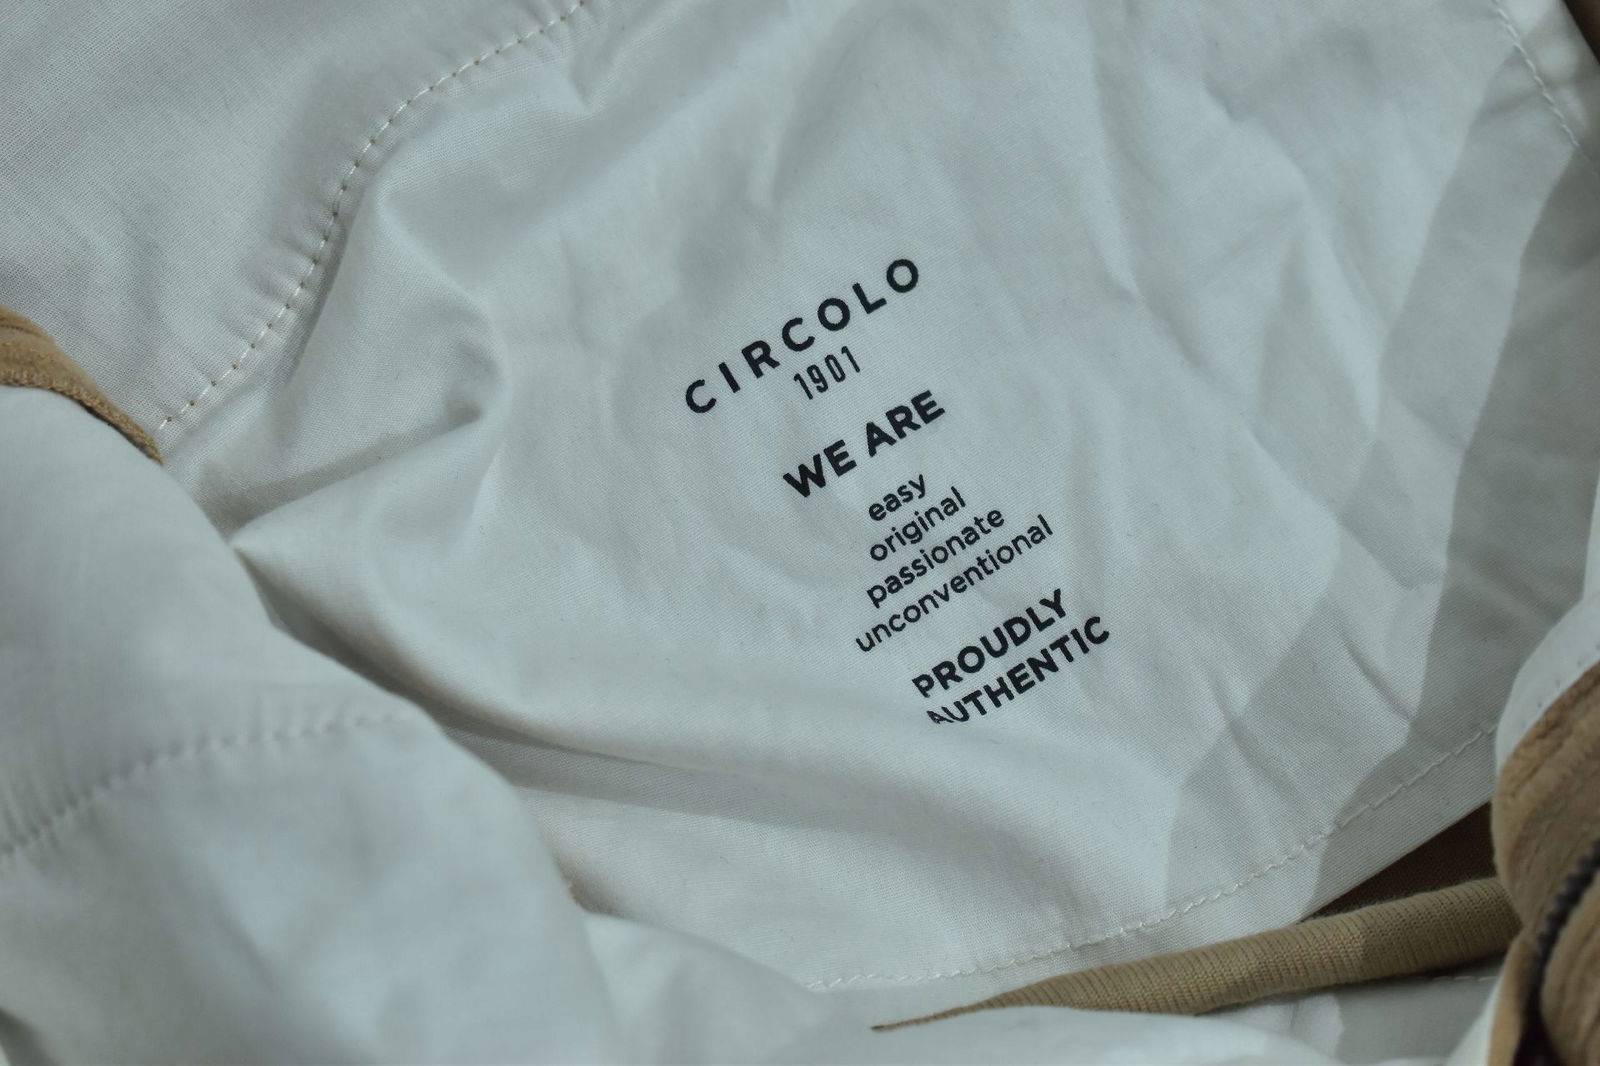 CIRCOLO
1901
WE ARE
easy
original
passionate
unconventional
PROUDLY
AUTHENTIC